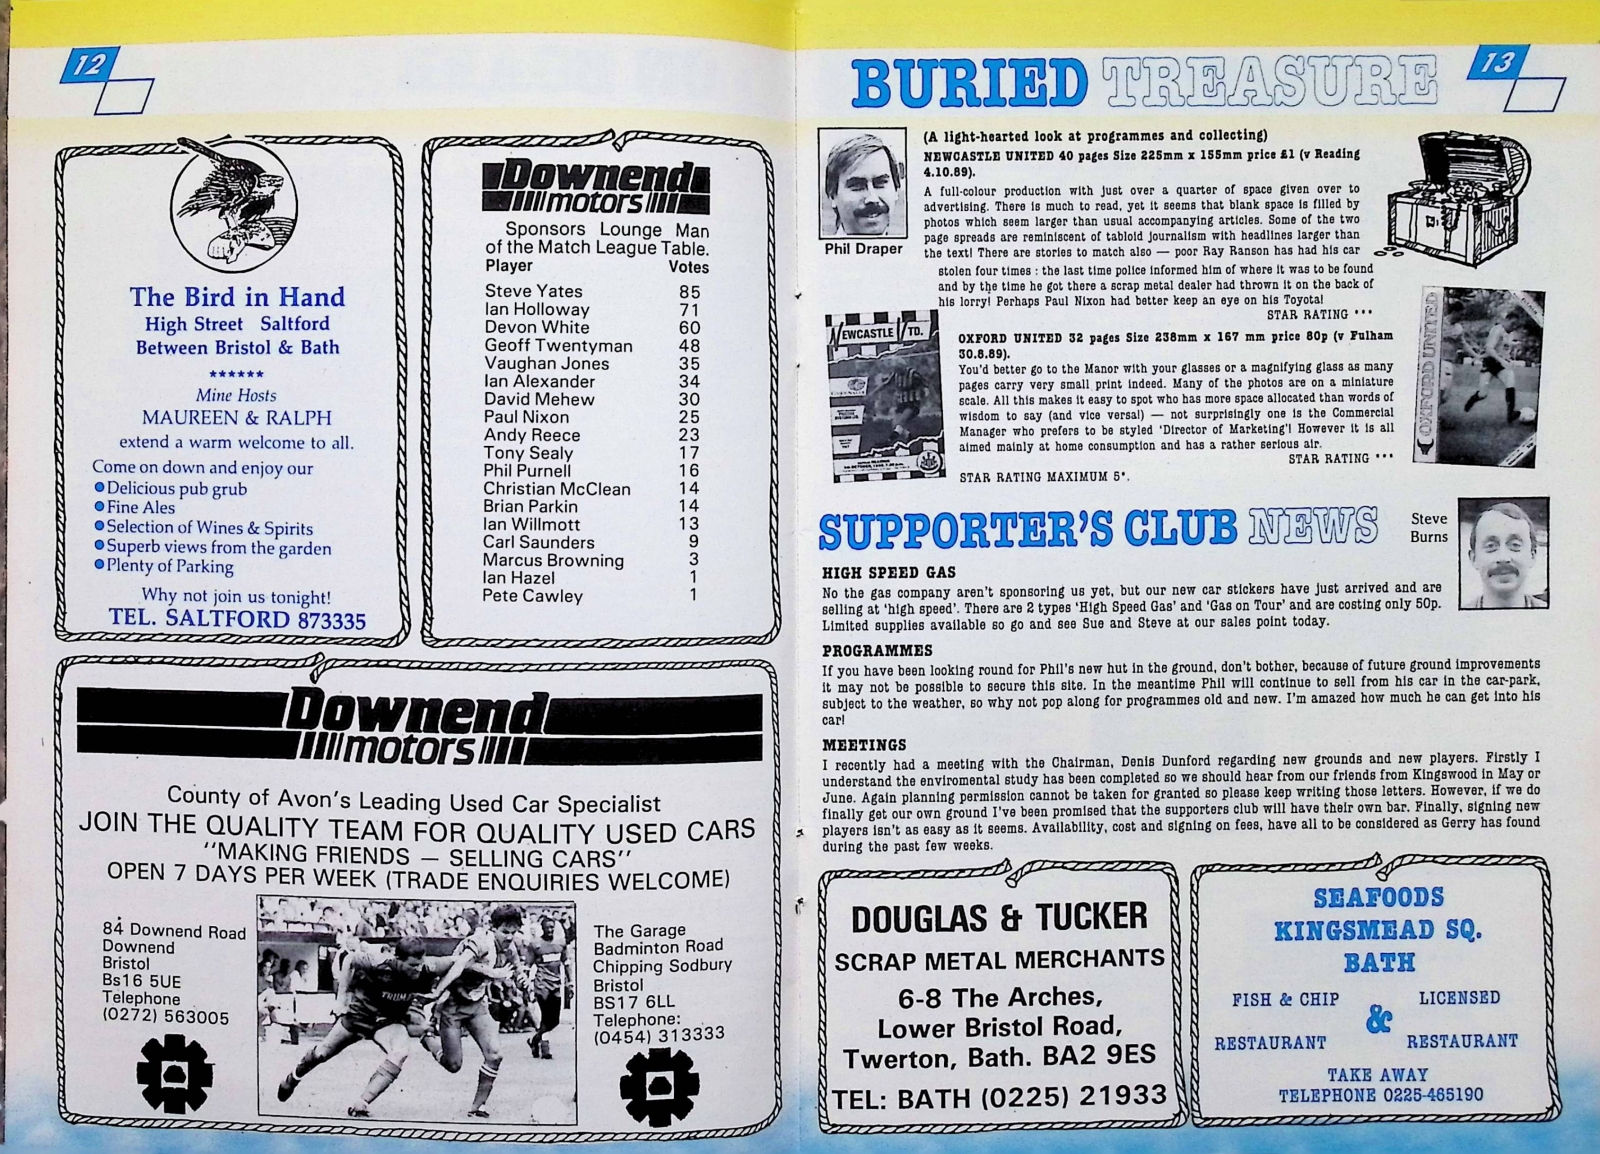 12
The Bird in Hand
High Street Saltford
Between Bristol & Bath
******
Mine Hosts
MAUREEN & RALPH
extend a warm welcome to all.
Come on down and enjoy our
Delicious pub grub
Fine Ales
Selection of Wines & Spirits
Superb views from the garden
Plenty of Parking
Why not join us tonight!
TEL. SALTFORD 873335
Downend
motors
Sponsors Lounge Man
of the Match League Table.
Player Votes
Steve Yates 85
Ian Holloway 71
Devon White 60
Geoff Twentyman 48
Vaughan Jones 35
Ian Alexander 34
David Mehew 30
Paul Nixon 25
Andy Reece 23
Tony Sealy 17
Phil Purnell 16
Christian McClean 14
Brian Parkin 14
Ian Willmott 13
Carl Saunders 9
Marcus Browning 3
Ian Hazel 1
Pete Cawley 1
Downend
motors
County of Avon's Leading Used Car Specialist
JOIN THE QUALITY TEAM FOR QUALITY USED CARS
"MAKING FRIENDS — SELLING CARS"
OPEN 7 DAYS PER WEEK (TRADE ENQUIRIES WELCOME)
84 Downend Road
Downend
Bristol
Bs16 5UE
Telephone
(0272) 563005
The Garage
Badminton Road
Chipping Sodbury
Bristol
BS17 6LL
Telephone:
(0454) 313333
BURIED TREASURE
13
Phil Draper
(A light-hearted look at programmes and collecting)
NEWCASTLE UNITED 40 pages Size 225mm x 155mm price £1 (v Reading
4.10.89).
A full-colour production with just over a quarter of space given over to
advertising. There is much to read, yet it seems that blank space is filled by
photos which seem larger than usual accompanying articles. Some of the two
page spreads are reminiscent of tabloid journalism with headlines larger than
the text! There are stories to match also — poor Ray Ranson has had his car
stolen four times : the last time police informed him of where it was to be found
and by the time he got there a scrap metal dealer had thrown it on the back of
his lorry! Perhaps Paul Nixon had better keep an eye on his Toyota!
STAR RATING ***
NEWCASTLE UTD.
OXFORD UNITED 32 pages Size 238mm x 167 mm price 80p (v Fulham
30.8.89).
You'd better go to the Manor with your glasses or a magnifying glass as many
pages carry very small print indeed. Many of the photos are on a miniature
scale. All this makes it easy to spot who has more space allocated than words of
wisdom to say (and vice versa!) — not surprisingly one is the Commercial
Manager who prefers to be styled 'Director of Marketing'! However it is all
aimed mainly at home consumption and has a rather serious air.
STAR RATING ***
STAR RATING MAXIMUM 5*.
OXFORD UNITED
SUPPORTER'S CLUB NEWS
Steve
Burns
HIGH SPEED GAS
No the gas company aren't sponsoring us yet, but our new car stickers have just arrived and are
selling at 'high speed'. There are 2 types 'High Speed Gas' and 'Gas on Tour' and are costing only 50p.
Limited supplies available so go and see Sue and Steve at our sales point today.
PROGRAMMES
If you have been looking round for Phil's new hut in the ground, don't bother, because of future ground improvements
it may not be possible to secure this site. In the meantime Phil will continue to sell from his car in the car-park,
subject to the weather, so why not pop along for programmes old and new. I'm amazed how much he can get into his
car!
MEETINGS
I recently had a meeting with the Chairman, Denis Dunford regarding new grounds and new players. Firstly I
understand the enviromental study has been completed so we should hear from our friends from Kingswood in May or
June. Again planning permission cannot be taken for granted so please keep writing those letters. However, if we do
finally get our own ground I've been promised that the supporters club will have their own bar. Finally, signing new
players isn't as easy as it seems. Availability, cost and signing on fees, have all to be considered as Gerry has found
during the past few weeks.
DOUGLAS & TUCKER
SCRAP METAL MERCHANTS
6-8 The Arches,
Lower Bristol Road,
Twerton, Bath. BA2 9ES
TEL: BATH (0225) 21933
SEAFOODS
KINGSMEAD SQ.
BATH
FISH & CHIP
RESTAURANT
&
LICENSED
RESTAURANT
TAKE AWAY
TELEPHONE 0225-465190